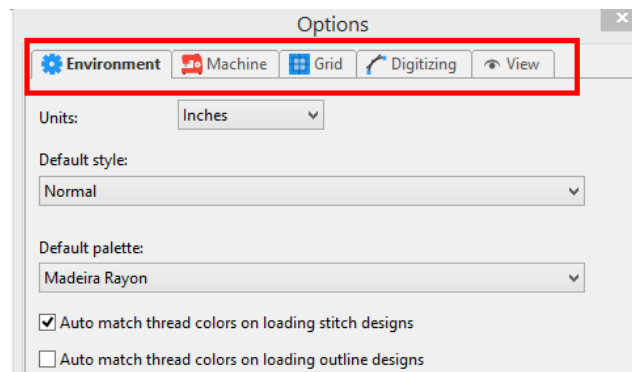 Options
Environment Machine Grid Digitizing View
Units: Inches
Default style:
Normal
Default palette:
Madeira Rayon
Auto match thread colors on loading stitch designs
Auto match thread colors on loading outline designs